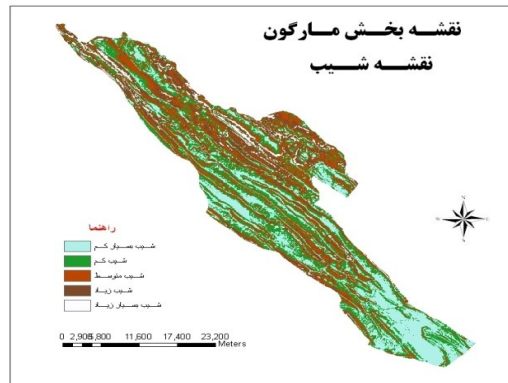 نقشه بخش مارگون
نقشه شیب
راهنما
شیب بسیار کم
شیب کم
شیب متوسط
شیب زیاد
شیب بسیار زیاد
0 2,900 5,800 11,600 17,400 23,200
Meters